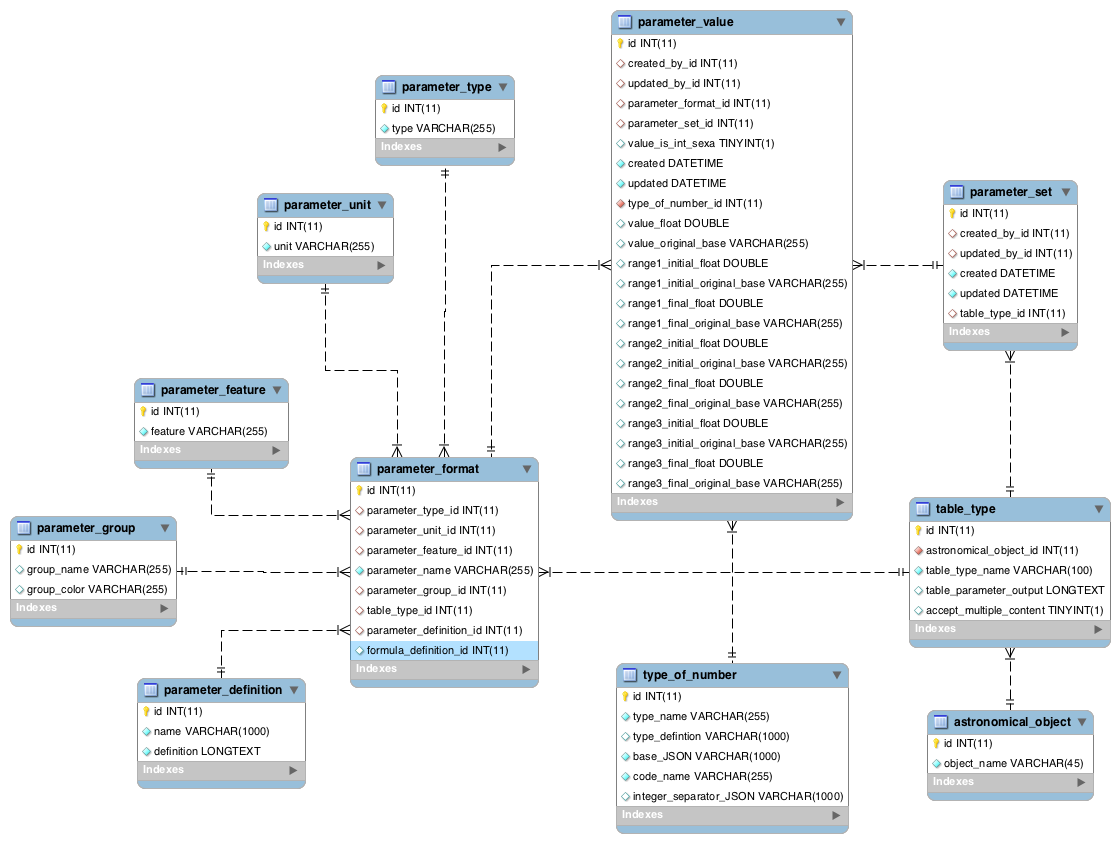 parameter_value
id INT(11)
created_by_id INT(11)
updated_by_id INT(11)
parameter_format_id INT(11)
parameter_set_id INT(11)
value_is_int_sexa TINYINT(1)
created DATETIME
updated DATETIME
type_of_number_id INT(11)
value_float DOUBLE
value_original_base VARCHAR(255)
range1_initial_float DOUBLE
range1_initial_original_base VARCHAR(255)
range1_final_float DOUBLE
range1_final_original_base VARCHAR(255)
range2_initial_float DOUBLE
range2_initial_original_base VARCHAR(255)
range2_final_float DOUBLE
range2_final_original_base VARCHAR(255)
range3_initial_float DOUBLE
range3_initial_original_base VARCHAR(255)
range3_final_float DOUBLE
range3_final_original_base VARCHAR(255)
Indexes
parameter_type
id INT(11)
type VARCHAR(255)
Indexes
parameter_unit
id INT(11)
unit VARCHAR(255)
Indexes
parameter_set
id INT(11)
created_by_id INT(11)
updated_by_id INT(11)
created DATETIME
updated DATETIME
table_type_id INT(11)
Indexes
parameter_feature
id INT(11)
feature VARCHAR(255)
Indexes
parameter_format
id INT(11)
parameter_type_id INT(11)
parameter_unit_id INT(11)
parameter_feature_id INT(11)
parameter_name VARCHAR(255)
parameter_group_id INT(11)
table_type_id INT(11)
parameter_definition_id INT(11)
formula_definition_id INT(11)
Indexes
parameter_group
id INT(11)
group_name VARCHAR(255)
group_color VARCHAR(255)
Indexes
table_type
id INT(11)
astronomical_object_id INT(11)
table_type_name VARCHAR(100)
table_parameter_output LONGTEXT
accept_multiple_content TINYINT(1)
Indexes
parameter_definition
id INT(11)
name VARCHAR(1000)
definition LONGTEXT
Indexes
type_of_number
id INT(11)
type_name VARCHAR(255)
type_defintion VARCHAR(1000)
base_JSON VARCHAR(1000)
code_name VARCHAR(255)
integer_separator_JSON VARCHAR(1000)
Indexes
astronomical_object
id INT(11)
object_name VARCHAR(45)
Indexes